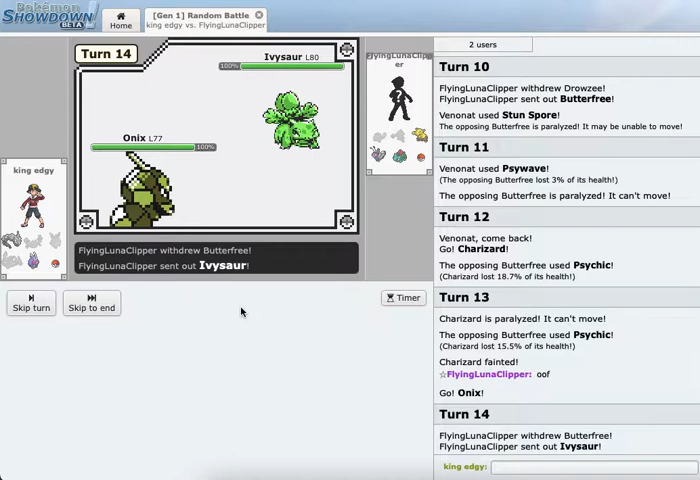 Pokémon
Showdown
BETA
Home
[Gen 1] Random Battle
king edgy vs. FlyingLunaClipper
Turn 14
Ivysaur L80
100%
Onix L77
100%
king edgy
FlyingLunaClipp
er
FlyingLunaClipper withdrew Butterfree!
FlyingLunaClipper sent out Ivysaur!
Skip turn
Skip to end
Timer
2 users
Turn 10
FlyingLunaClipper withdrew Drowzee!
FlyingLunaClipper sent out Butterfree!
Venonat used Stun Spore!
The opposing Butterfree is paralyzed! It may be unable to move!
Turn 11
Venonat used Psywave!
(The opposing Butterfree lost 3% of its health!)
The opposing Butterfree is paralyzed! It can't move!
Turn 12
Venonat, come back!
Go! Charizard!
The opposing Butterfree used Psychic!
(Charizard lost 18.7% of its health!)
Turn 13
Charizard is paralyzed! It can't move!
The opposing Butterfree used Psychic!
(Charizard lost 15.5% of its health!)
Charizard fainted!
☆FlyingLunaClipper: oof
Go! Onix!
Turn 14
FlyingLunaClipper withdrew Butterfree!
FlyingLunaClipper sent out Ivysaur!
king edgy: